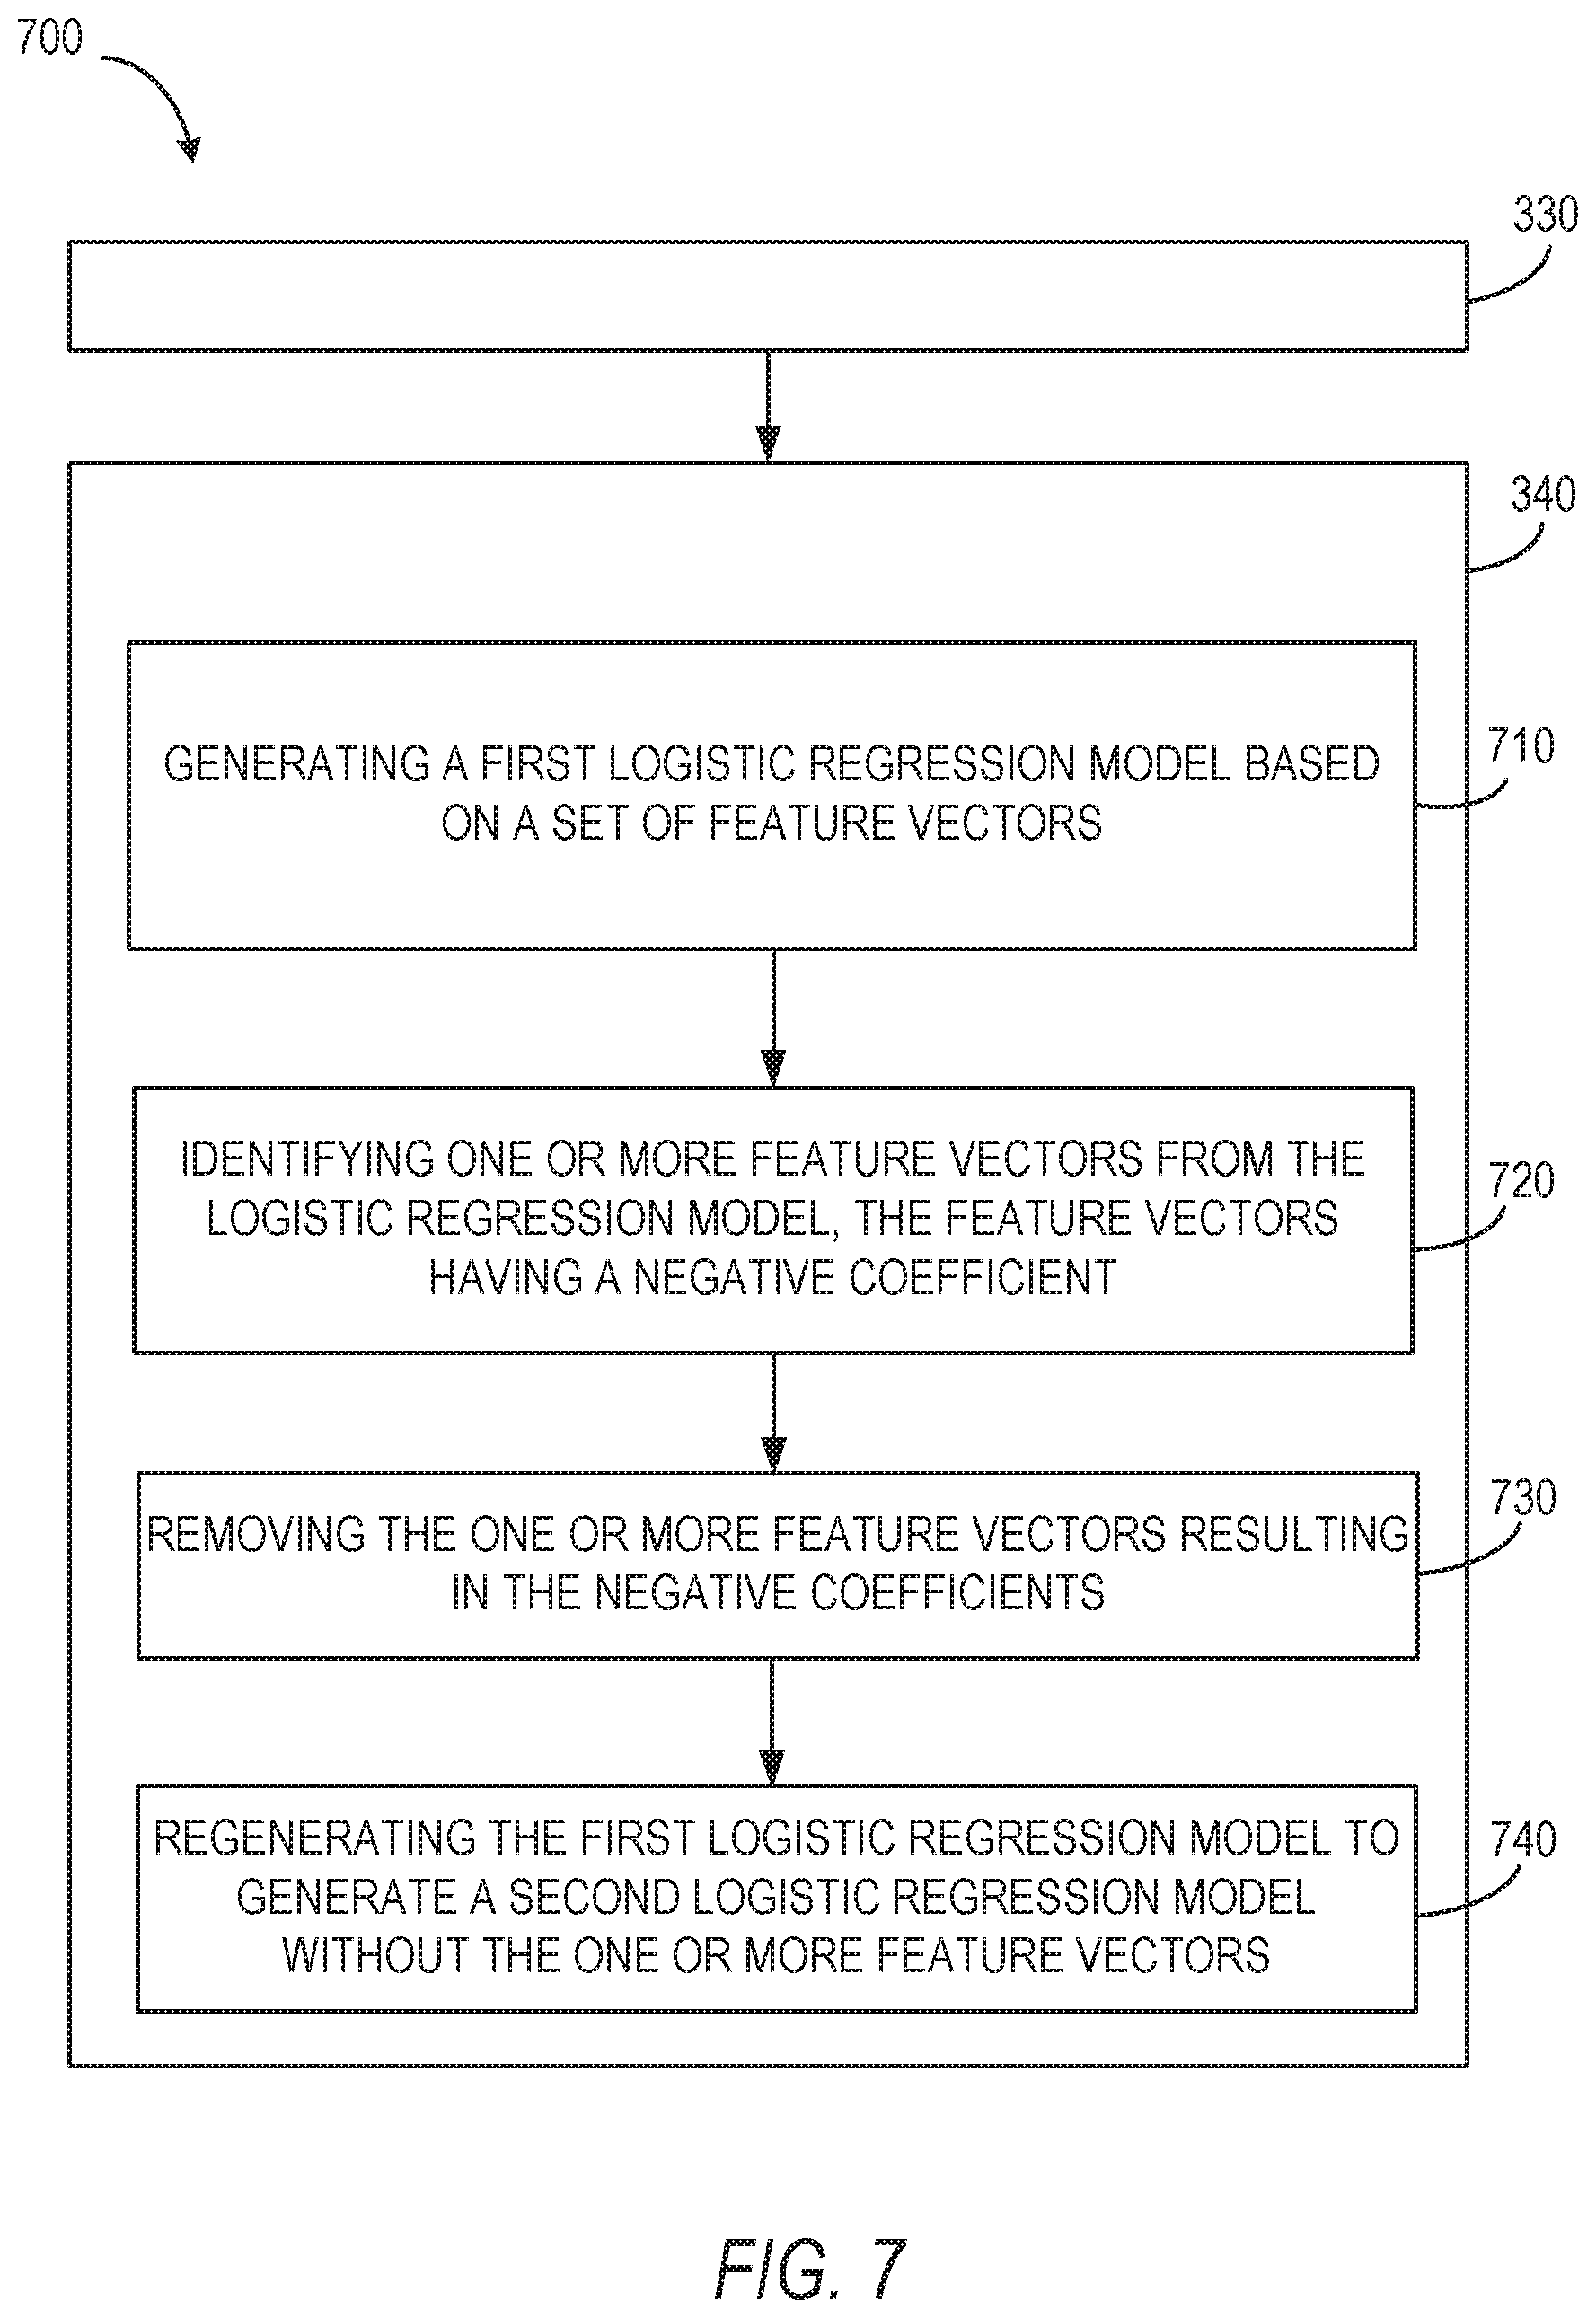 700
330
340
GENERATING A FIRST LOGISTIC REGRESSION MODEL BASED
ON A SET OF FEATURE VECTORS
710
IDENTIFYING ONE OR MORE FEATURE VECTORS FROM THE
LOGISTIC REGRESSION MODEL, THE FEATURE VECTORS
HAVING A NEGATIVE COEFFICIENT
720
REMOVING THE ONE OR MORE FEATURE VECTORS RESULTING
IN THE NEGATIVE COEFFICIENTS
730
REGENERATING THE FIRST LOGISTIC REGRESSION MODEL TO
GENERATE A SECOND LOGISTIC REGRESSION MODEL
WITHOUT THE ONE OR MORE FEATURE VECTORS
740
FIG. 7